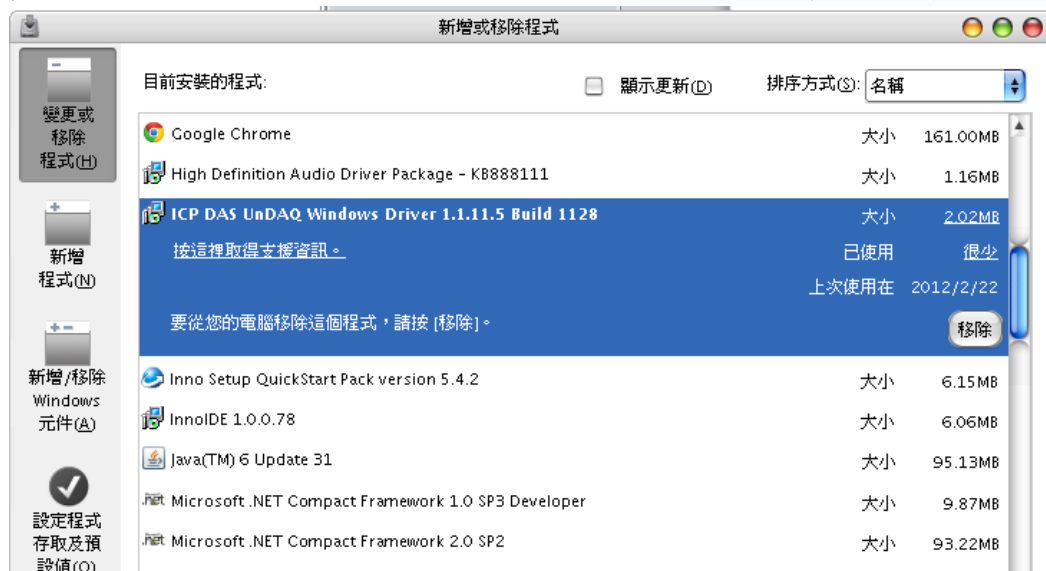 新增或移除程式
變更或
移除
程式(H)
新增
程式(N)
新增/移除
Windows
元件(A)
設定程式
存取及預
設值(O)
目前安裝的程式:
顯示更新(D)
排序方式(S): 名稱
Google Chrome 大小 161.00MB
High Definition Audio Driver Package - KB888111 大小 1.16MB
ICP DAS UnDAQ Windows Driver 1.1.11.5 Build 1128 大小 2.02MB
按這裡取得支援資訊。 已使用 很少
上次使用在 2012/2/22
要從您的電腦移除這個程式，請按 [移除]。 移除
Inno Setup QuickStart Pack version 5.4.2 大小 6.15MB
InnoIDE 1.0.0.78 大小 6.06MB
Java(TM) 6 Update 31 大小 95.13MB
Microsoft .NET Compact Framework 1.0 SP3 Developer 大小 9.87MB
Microsoft .NET Compact Framework 2.0 SP2 大小 93.22MB